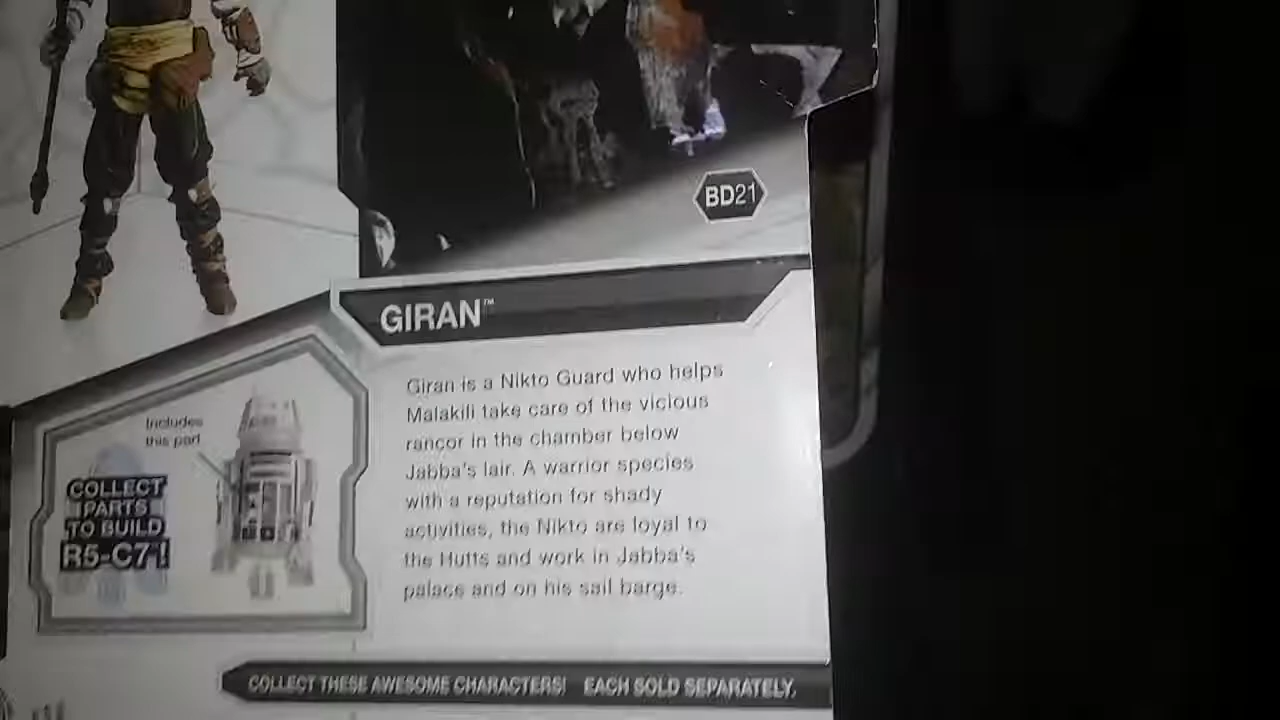 BD21
GIRAN™
Giran is a Nikto Guard who helps
Malakili take care of the vicious
rancor in the chamber below
Jabba's lair. A warrior species
with a reputation for shady
activities, the Nikto are loyal to
the Hutts and work in Jabba's
palace and on his sail barge.
Includes
this part
COLLECT
PARTS
TO BUILD
R5-C7™!
COLLECT THESE AWESOME CHARACTERS! EACH SOLD SEPARATELY.